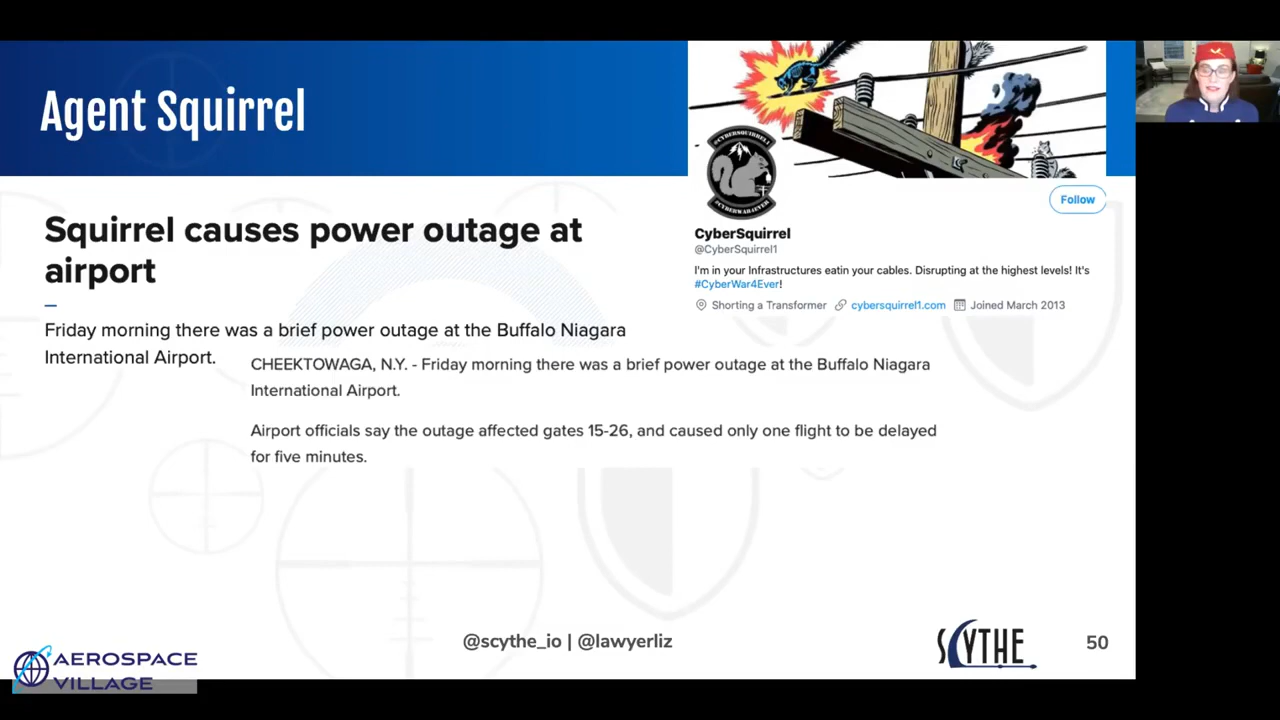 Agent Squirrel
Squirrel causes power outage at
airport
Friday morning there was a brief power outage at the Buffalo Niagara
International Airport.
CHEEKTOWAGA, N.Y. - Friday morning there was a brief power outage at the Buffalo Niagara
International Airport.
Airport officials say the outage affected gates 15-26, and caused only one flight to be delayed
for five minutes.
#CYBERSQUIRREL1
#CYBERWAR4EVER
Follow
CyberSquirrel
@CyberSquirrel1
I'm in your Infrastructures eatin your cables. Disrupting at the highest levels! It's
#CyberWar4Ever!
Shorting a Transformer cybersquirrel1.com Joined March 2013
AEROSPACE
VILLAGE
@scythe_io | @lawyerliz
SCYTHE
50